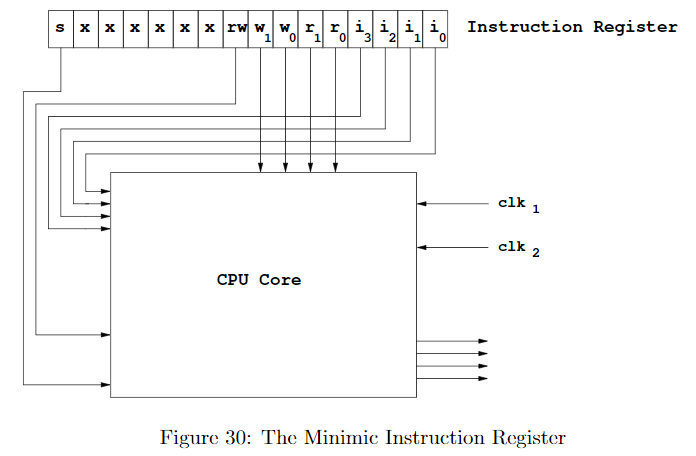 s x x x x x x rw w1 w0 r1 r0 i3 i2 i1 i0 Instruction Register
clk 1
clk 2
CPU Core
Figure 30: The Minimic Instruction Register